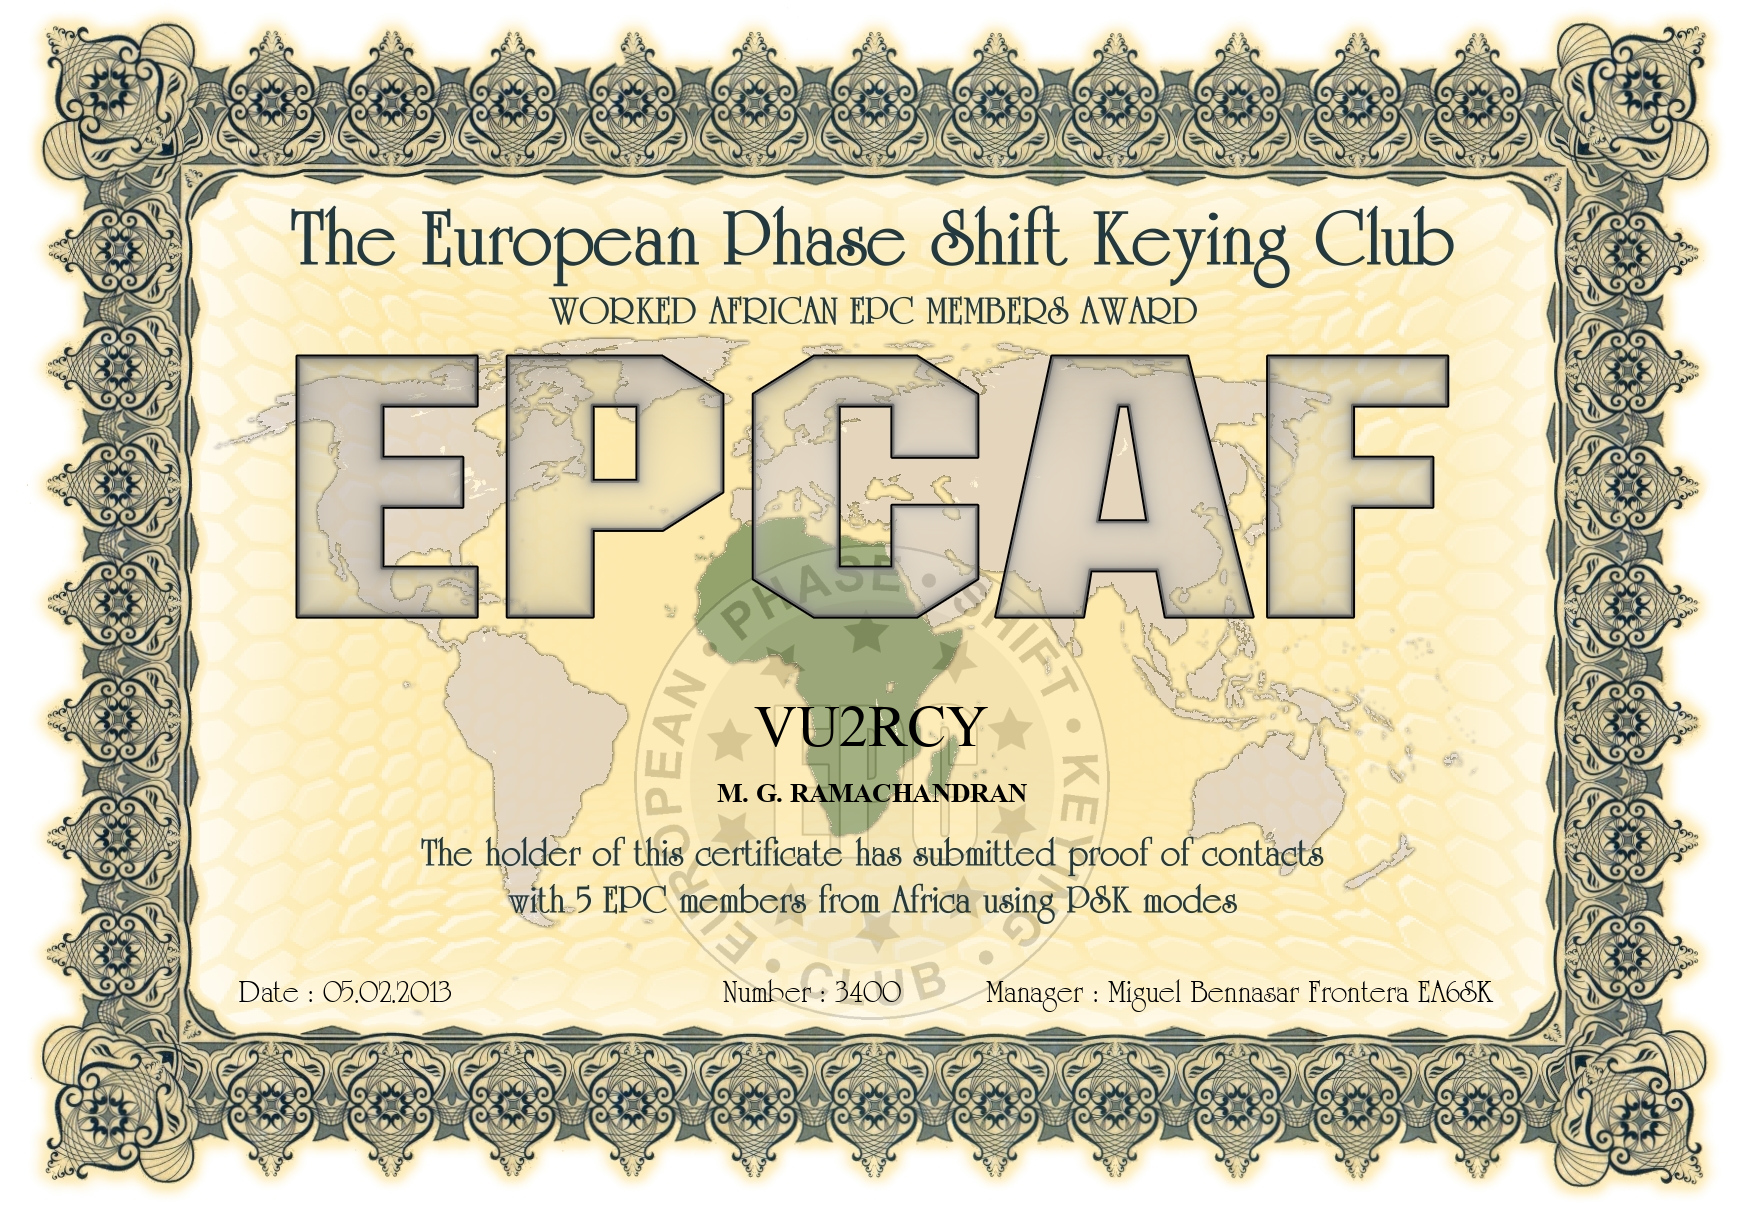 The European Phase Shift Keying Club
WORKED AFRICAN EPC MEMBERS AWARD
EPCAF
EUROPEAN • PHASE • SHIFT • KEYING • CLUB •
EPC
VU2RCY
M. G. RAMACHANDRAN
The holder of this certificate has submitted proof of contacts
with 5 EPC members from Africa using PSK modes
Date : 05.02.2013 Number : 3400 Manager : Miguel Bennasar Frontera EA6SK